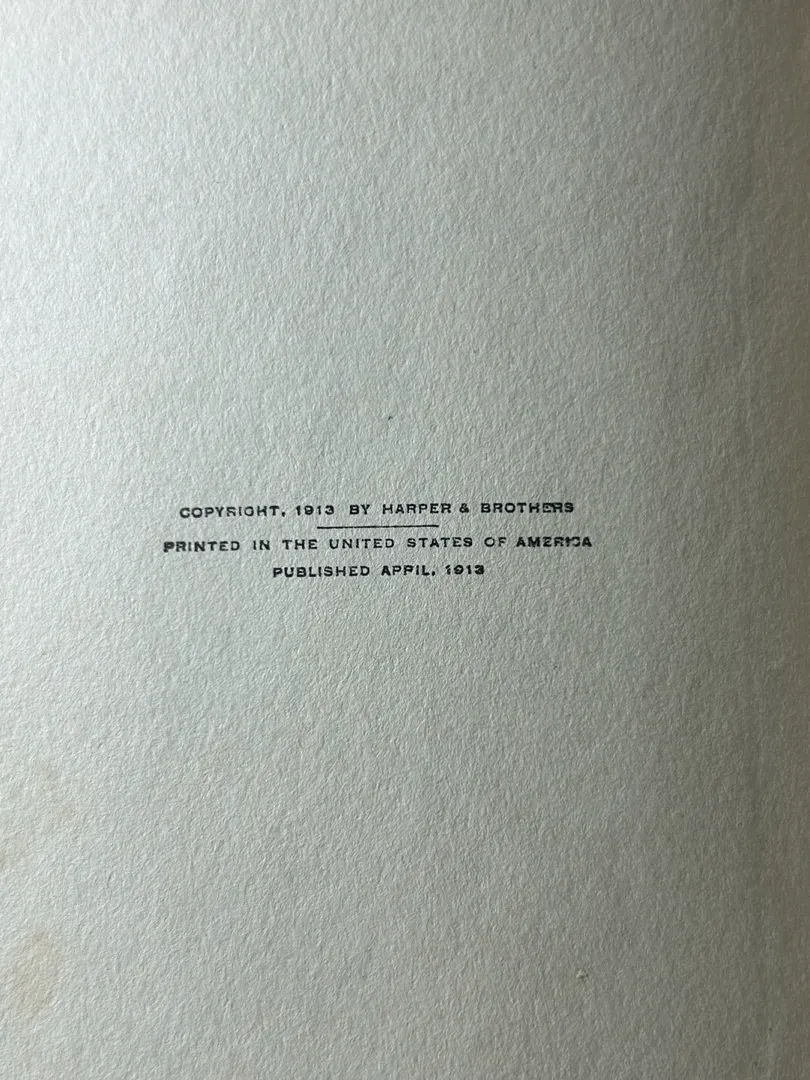 COPYRIGHT, 1913 BY HARPER & BROTHERS
PRINTED IN THE UNITED STATES OF AMERICA
PUBLISHED APRIL, 1913